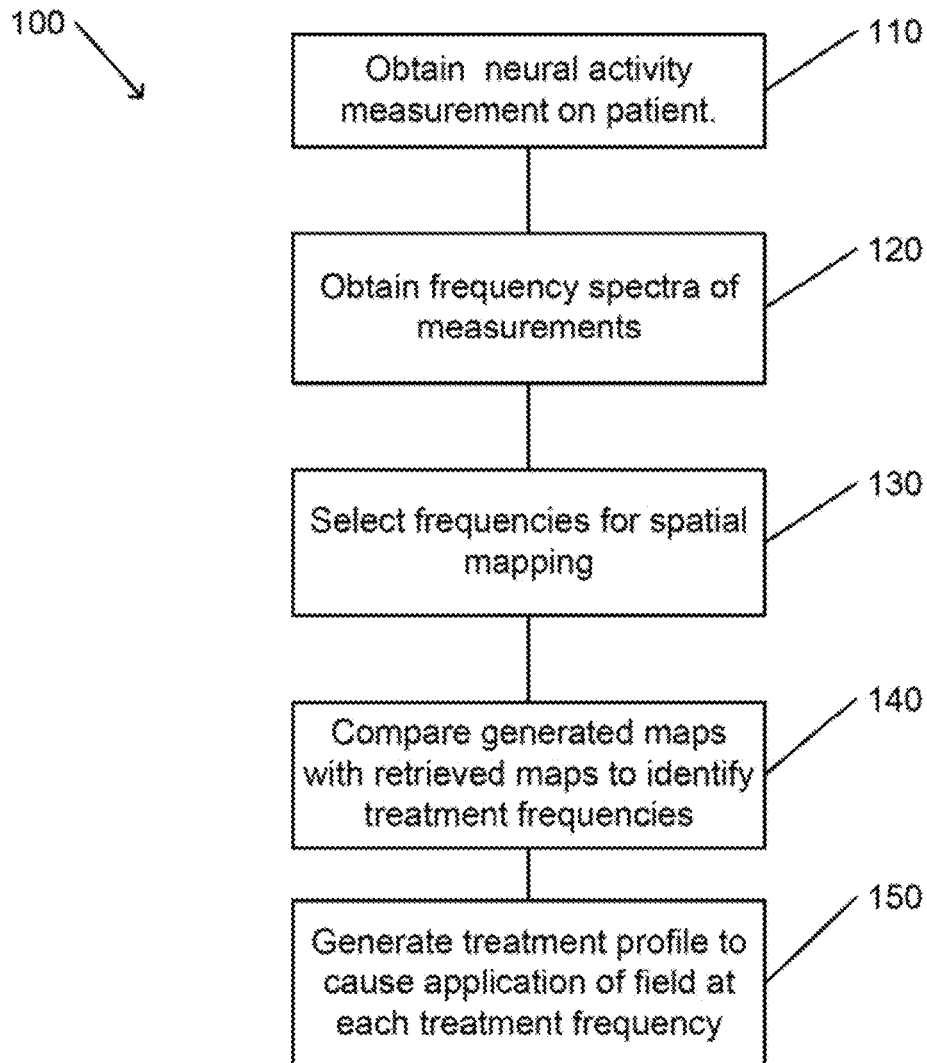 100
110
Obtain neural activity
measurement on patient.
120
Obtain frequency spectra of
measurements
130
Select frequencies for spatial
mapping
140
Compare generated maps
with retrieved maps to identify
treatment frequencies
150
Generate treatment profile to
cause application of field at
each treatment frequency